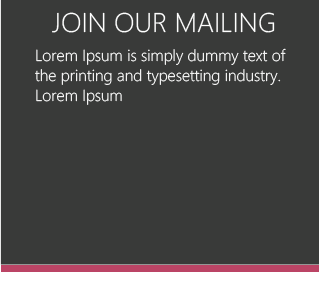 JOIN OUR MAILING
Lorem Ipsum is simply dummy text of
the printing and typesetting industry.
Lorem Ipsum